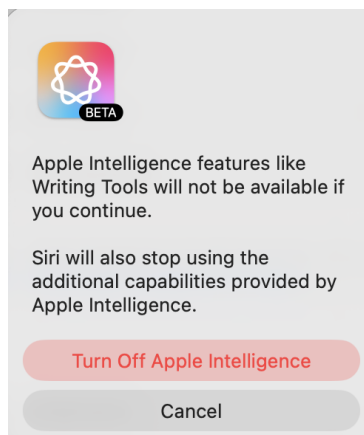 BETA
Apple Intelligence features like
Writing Tools will not be available if
you continue.
Siri will also stop using the
additional capabilities provided by
Apple Intelligence.
Turn Off Apple Intelligence
Cancel